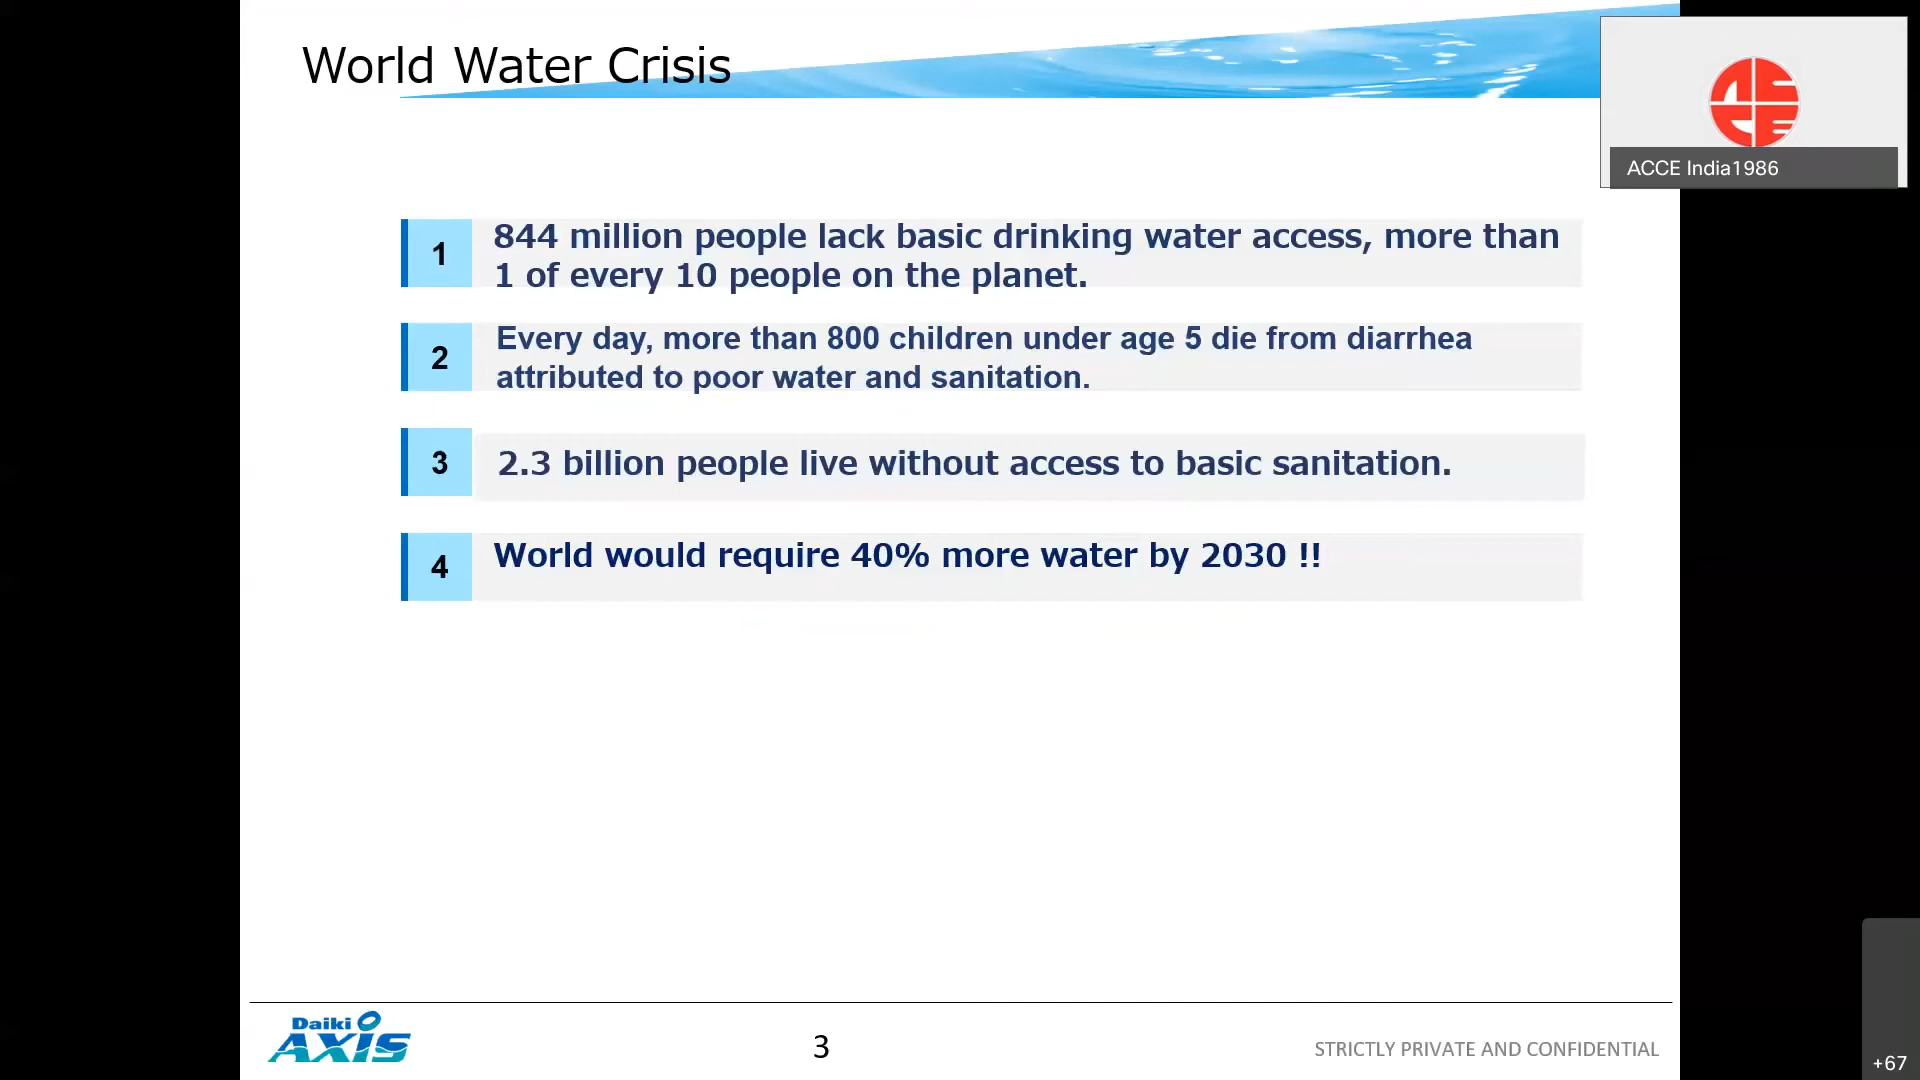 World Water Crisis
ACCE India1986
1
844 million people lack basic drinking water access, more than
1 of every 10 people on the planet.
2
Every day, more than 800 children under age 5 die from diarrhea
attributed to poor water and sanitation.
3
2.3 billion people live without access to basic sanitation.
4
World would require 40% more water by 2030 !!
Daiki
AXIS
3
STRICTLY PRIVATE AND CONFIDENTIAL
+67